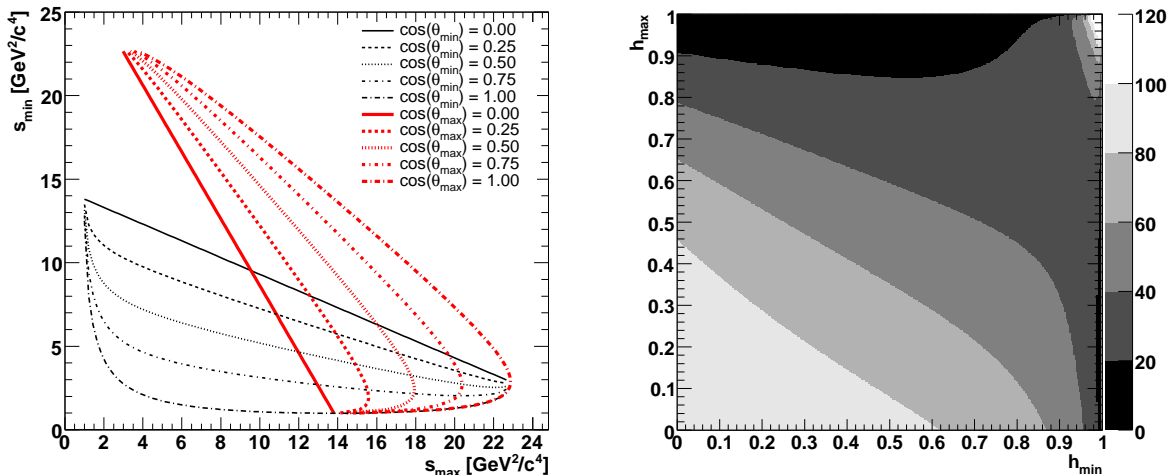 s_min [GeV²/c⁴]
25
20
15
10
5
0
0 2 4 6 8 10 12 14 16 18 20 22 24
s_max [GeV²/c⁴]
cos(θ_min) = 0.00
cos(θ_min) = 0.25
cos(θ_min) = 0.50
cos(θ_min) = 0.75
cos(θ_min) = 1.00
cos(θ_max) = 0.00
cos(θ_max) = 0.25
cos(θ_max) = 0.50
cos(θ_max) = 0.75
cos(θ_max) = 1.00
h_max
1
0.9
0.8
0.7
0.6
0.5
0.4
0.3
0.2
0.1
0
0 0.1 0.2 0.3 0.4 0.5 0.6 0.7 0.8 0.9 1
h_min
120
100
80
60
40
20
0